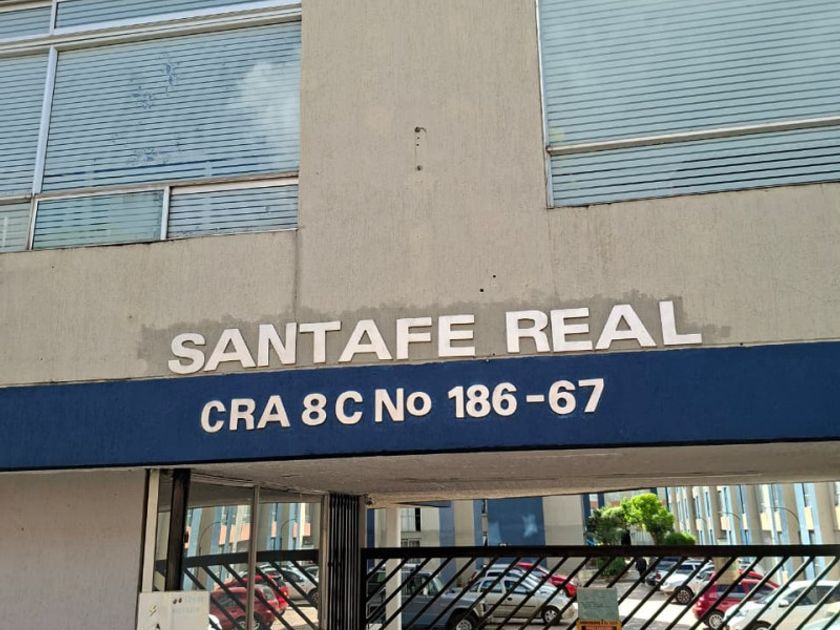 SANTAFE REAL
CRA 8 C No 186-67